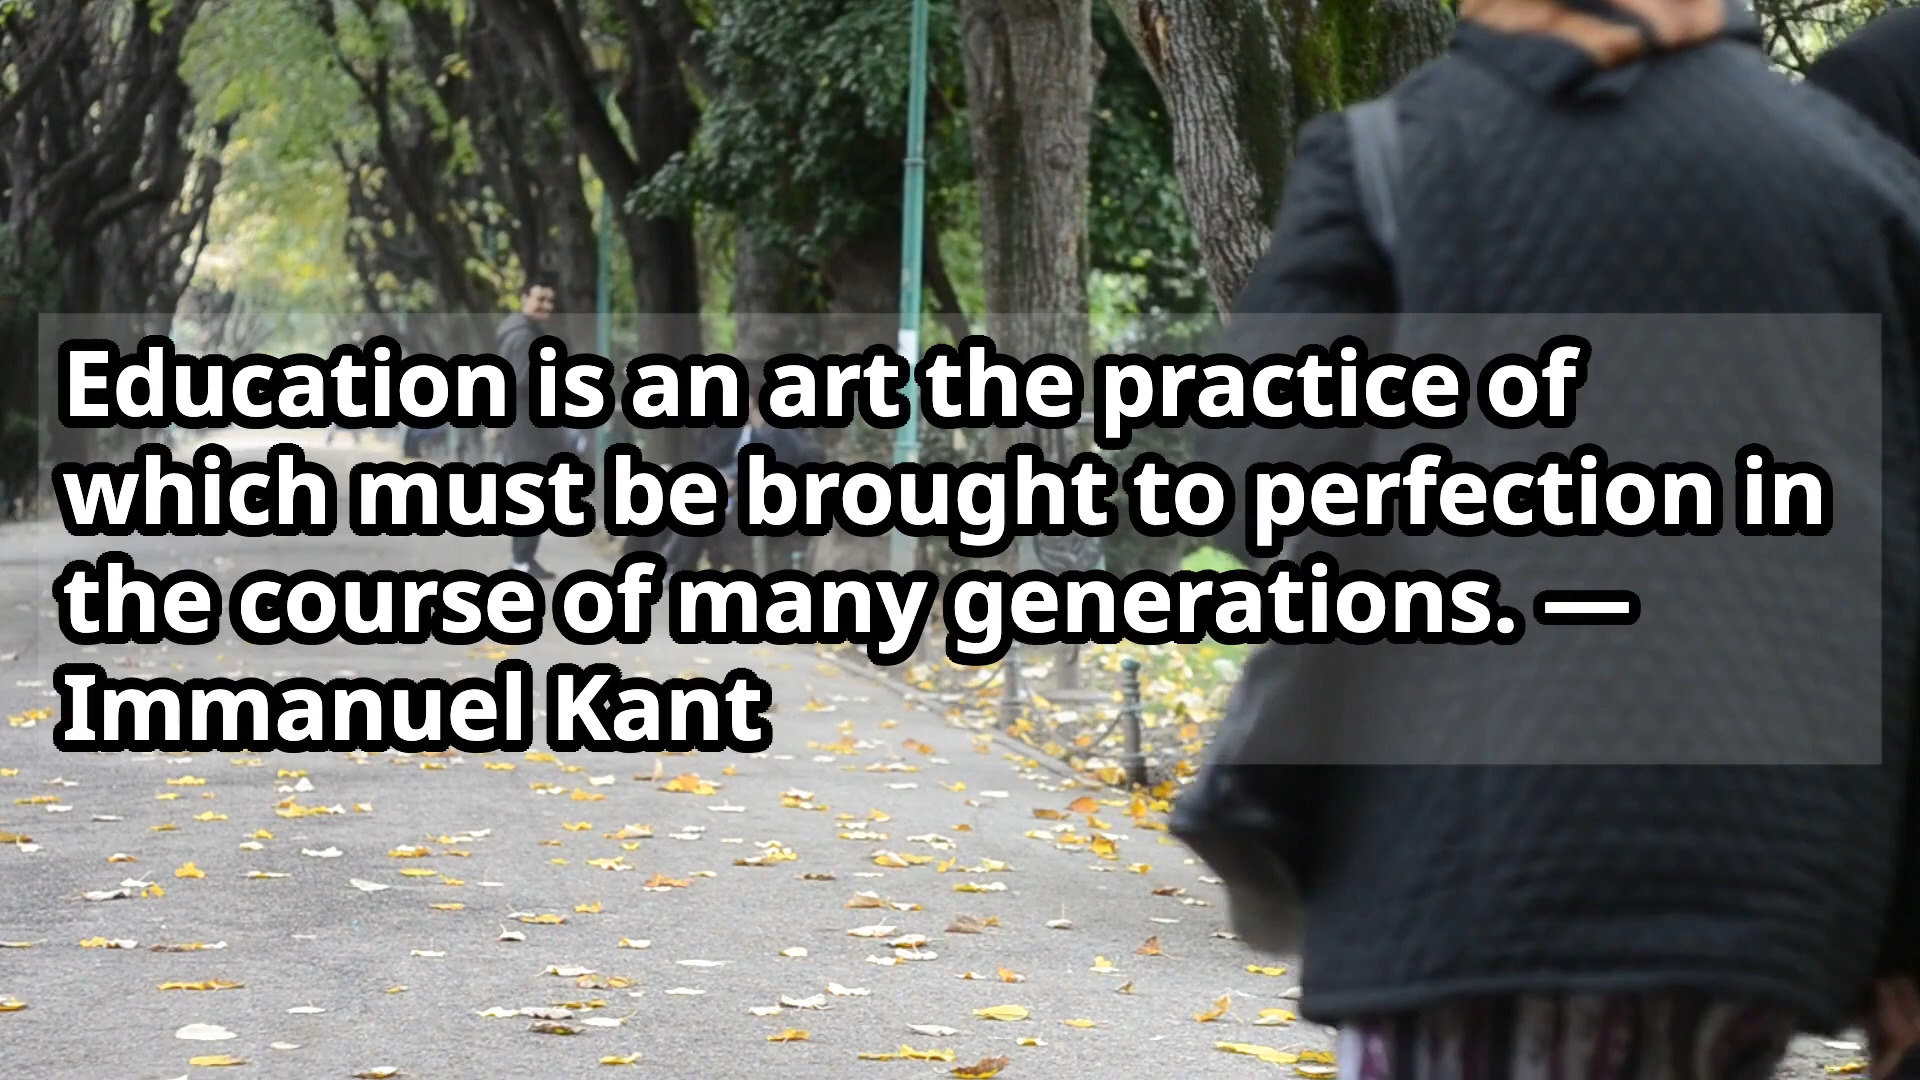 Education is an art the practice of
which must be brought to perfection in
the course of many generations. —
Immanuel Kant